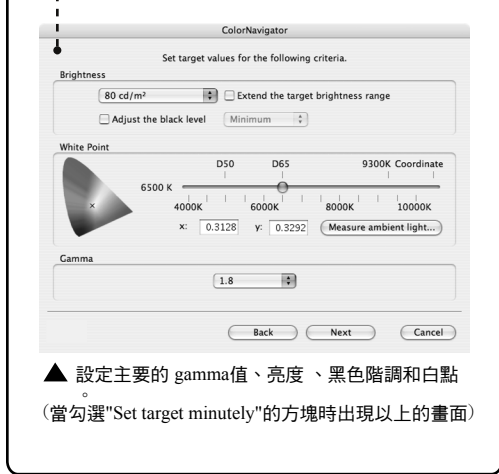 ColorNavigator
Set target values for the following criteria.
Brightness
80 cd/m² Extend the target brightness range
Adjust the black level Minimum
White Point
D50 D65 9300K Coordinate
6500 K
4000K 6000K 8000K 10000K
x: 0.3128 y: 0.3292 Measure ambient light...
Gamma
1.8
Back Next Cancel
▲ 設定主要的 gamma值、亮度 、黑色階調和白點
。
(當勾選"Set target minutely"的方塊時出現以上的畫面)